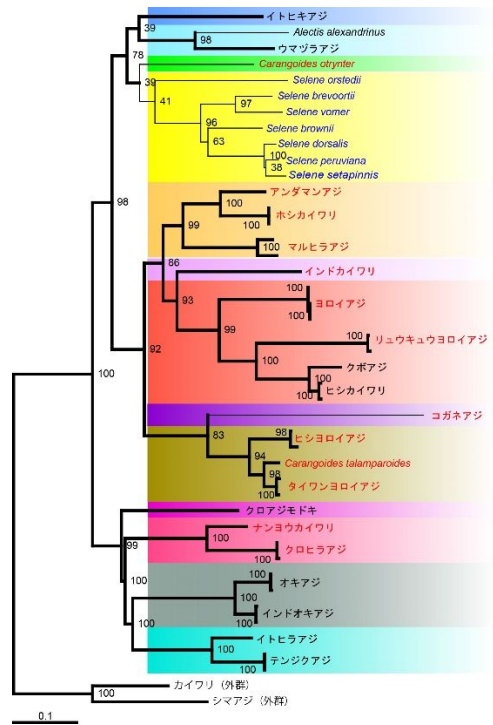 イトヒキアジ
39
Alectis alexandrinus
98
ウマヅラアジ
78
Carangoides otrynter
39
Selene orstedii
41
Selene brevoortii
97
Selene vomer
96
Selene brownii
63
Selene dorsalis
100
Selene peruviana
38
Selene setapinnis
98
アンダマンアジ
100
ホシカイワリ
99
100
マルヒラアジ
100
86
インドカイワリ
93
100
ヨロイアジ
100
99
100
リュウキュウヨロイアジ
100
クボアジ
92
100
100
ヒシカイワリ
100
コガネアジ
83
98
ヒシヨロイアジ
94
Carangoides talamparoides
98
タイワンヨロイアジ
100
クロアジモドキ
ナンヨウカイワリ
99
100
クロヒラアジ
100
100
100
オキアジ
100
インドオキアジ
100
100
イトヒラアジ
100
テンジクアジ
100
カイワリ（外群）
100
シマアジ（外群）
0.1